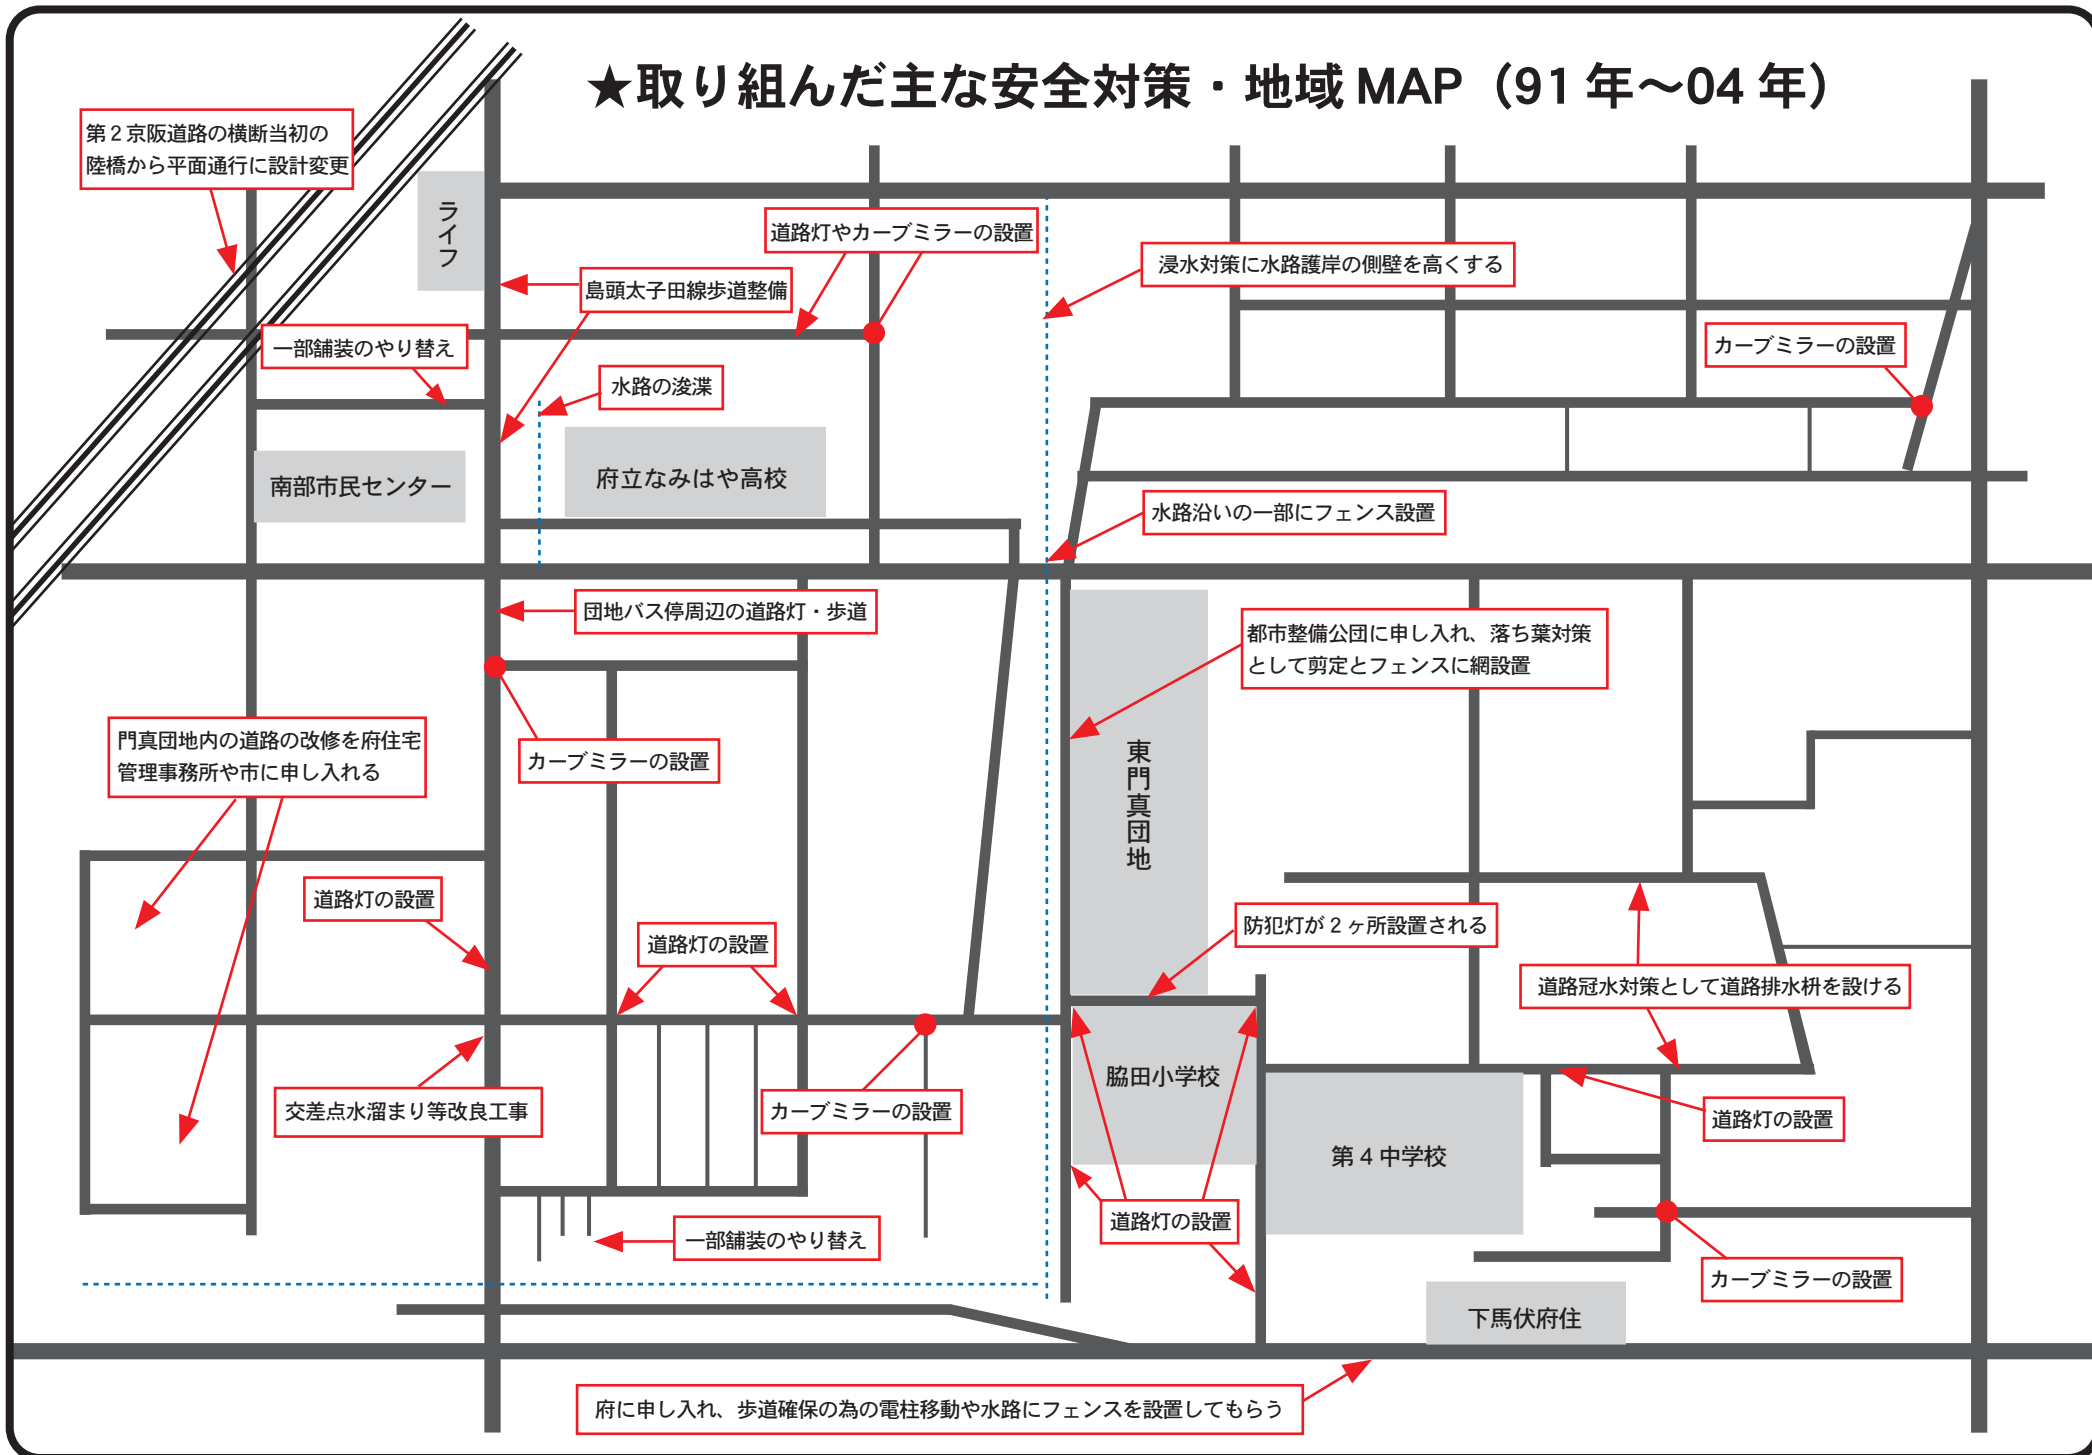 ★取り組んだ主な安全対策・地域 MAP（91 年〜04 年）
第２京阪道路の横断当初の
陸橋から平面通行に設計変更
ライフ
道路灯やカーブミラーの設置
浸水対策に水路護岸の側壁を高くする
島頭太子田線歩道整備
一部舗装のやり替え
カーブミラーの設置
水路の浚渫
南部市民センター
府立なみはや高校
水路沿いの一部にフェンス設置
団地バス停周辺の道路灯・歩道
都市整備公団に申し入れ、落ち葉対策
として剪定とフェンスに網設置
門真団地内の道路の改修を府住宅
管理事務所や市に申し入れる
カーブミラーの設置
東門真団地
道路灯の設置
道路灯の設置
防犯灯が２ヶ所設置される
道路冠水対策として道路排水枡を設ける
脇田小学校
交差点水溜まり等改良工事
カーブミラーの設置
道路灯の設置
第４中学校
道路灯の設置
一部舗装のやり替え
カーブミラーの設置
下馬伏府住
府に申し入れ、歩道確保の為の電柱移動や水路にフェンスを設置してもらう